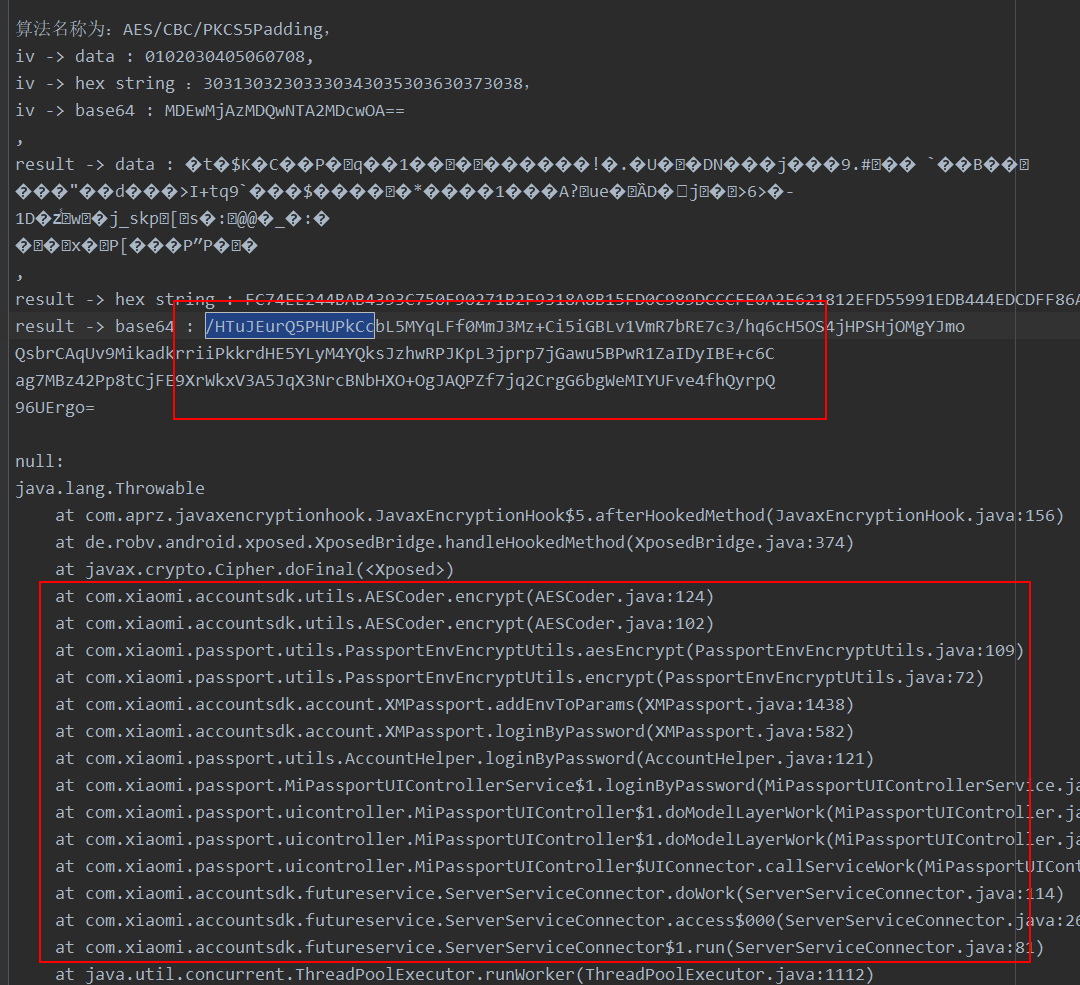 算法名称为：AES/CBC/PKCS5Padding，
iv -> data : 0102030405060708,
iv -> hex string ：30313032303330343035303630373038，
iv -> base64 : MDEwMjAzMDQwNTA2MDcwOA==
,
result -> data :
,
result -> hex string : FC74EE244BAB4393C750F90271B2F9318A8B15FD0C989DCCCFE0A2E621812EFD55991EDB444EDCDFF86A
result -> base64 : /HTuJEurQ5PHUPkCcbL5MYqLFf0MmJ3Mz+Ci5iGBLv1VmR7bRE7c3/hq6cH5OS4jHPSHjOMgYJmo
QsbrCAqUv9MikadkrriiPkkrdHE5YLyM4YQksJzhwRPJKpL3jprp7jGawu5BPwR1ZaIDyIBE+c6C
ag7MBz42Pp8tCjFE9XrWkxV3A5JqX3NrcBNbHXO+OgJAQPZf7jq2CrgG6bgWeMIYUFve4fhQyrpQ
96UErgo=
null:
java.lang.Throwable
at com.aprz.javaxencryptionhook.JavaxEncryptionHook$5.afterHookedMethod(JavaxEncryptionHook.java:156)
at de.robv.android.xposed.XposedBridge.handleHookedMethod(XposedBridge.java:374)
at javax.crypto.Cipher.doFinal(<Xposed>)
at com.xiaomi.accountsdk.utils.AESCoder.encrypt(AESCoder.java:124)
at com.xiaomi.accountsdk.utils.AESCoder.encrypt(AESCoder.java:102)
at com.xiaomi.passport.utils.PassportEnvEncryptUtils.aesEncrypt(PassportEnvEncryptUtils.java:109)
at com.xiaomi.passport.utils.PassportEnvEncryptUtils.encrypt(PassportEnvEncryptUtils.java:72)
at com.xiaomi.accountsdk.account.XMPassport.addEnvToParams(XMPassport.java:1438)
at com.xiaomi.accountsdk.account.XMPassport.loginByPassword(XMPassport.java:582)
at com.xiaomi.passport.utils.AccountHelper.loginByPassword(AccountHelper.java:121)
at com.xiaomi.passport.MiPassportUIControllerService$1.loginByPassword(MiPassportUIControllerService.ja
at com.xiaomi.passport.uicontroller.MiPassportUIController$1.doModelLayerWork(MiPassportUIController.ja
at com.xiaomi.passport.uicontroller.MiPassportUIController$1.doModelLayerWork(MiPassportUIController.ja
at com.xiaomi.passport.uicontroller.MiPassportUIController$UIConnector.callServiceWork(MiPassportUICont
at com.xiaomi.accountsdk.futureservice.ServerServiceConnector.doWork(ServerServiceConnector.java:114)
at com.xiaomi.accountsdk.futureservice.ServerServiceConnector.access$000(ServerServiceConnector.java:26
at com.xiaomi.accountsdk.futureservice.ServerServiceConnector$1.run(ServerServiceConnector.java:81)
at java.util.concurrent.ThreadPoolExecutor.runWorker(ThreadPoolExecutor.java:1112)